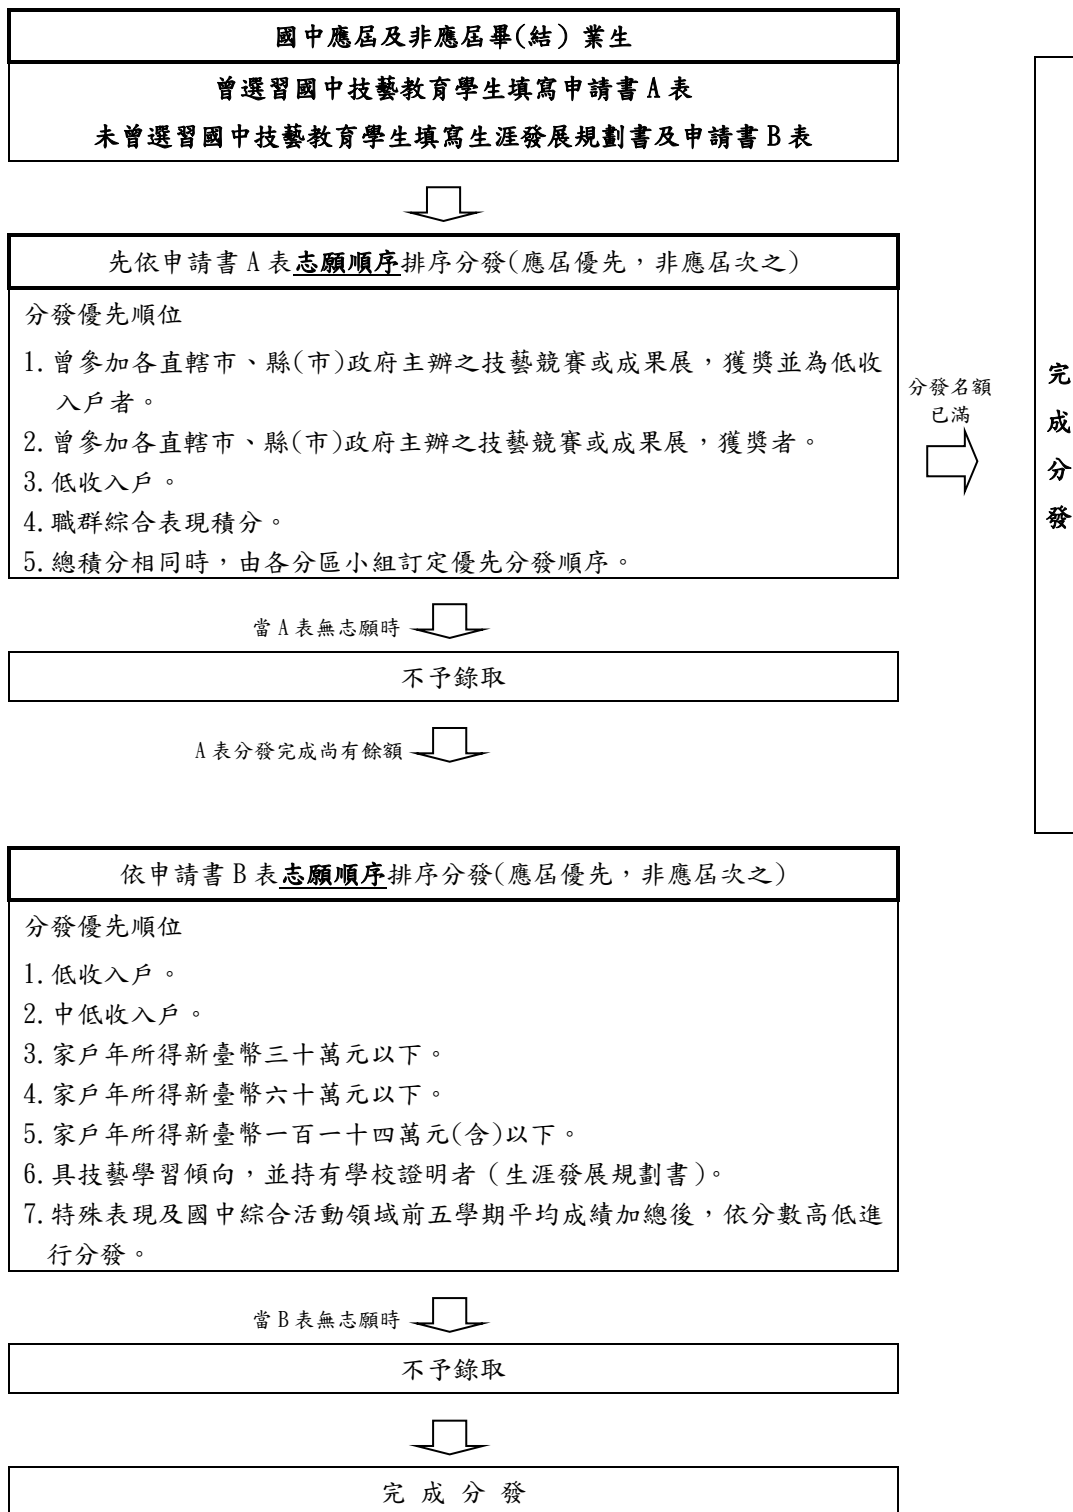 國中應屆及非應屆畢(結)業生
曾選習國中技藝教育學生填寫申請書A表
未曾選習國中技藝教育學生填寫生涯發展規劃書及申請書B表
先依申請書A表志願順序排序分發(應屆優先，非應屆次之)
分發優先順位
1.曾參加各直轄市、縣(市)政府主辦之技藝競賽或成果展，獲獎並為低收
入戶者。
2.曾參加各直轄市、縣(市)政府主辦之技藝競賽或成果展，獲獎者。
3.低收入戶。
4.職群綜合表現積分。
5.總積分相同時，由各分區小組訂定優先分發順序。
分發名額
已滿
完
成
分
發
當A表無志願時
不予錄取
A表分發完成尚有餘額
依申請書B表志願順序排序分發(應屆優先，非應屆次之)
分發優先順位
1.低收入戶。
2.中低收入戶。
3.家戶年所得新臺幣三十萬元以下。
4.家戶年所得新臺幣六十萬元以下。
5.家戶年所得新臺幣一百一十四萬元(含)以下。
6.具技藝學習傾向，並持有學校證明者(生涯發展規劃書)。
7.特殊表現及國中綜合活動領域前五學期平均成績加總後，依分數高低進
行分發。
當B表無志願時
不予錄取
完成分發